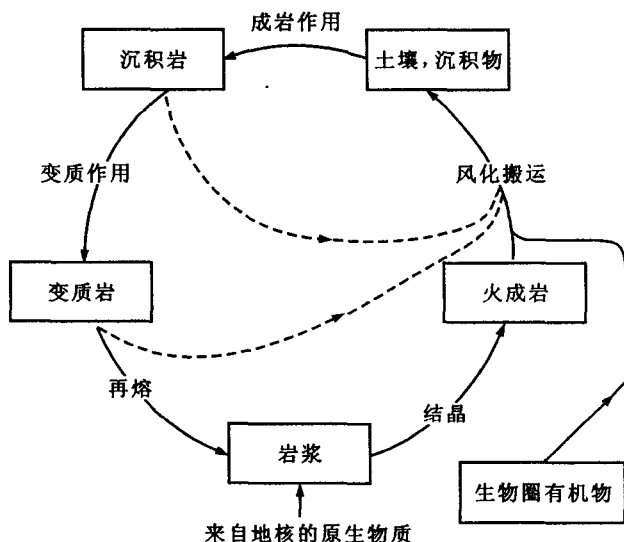 成岩作用
沉积岩
土壤，沉积物
变质作用
风化搬运
变质岩
火成岩
再熔
结晶
岩浆
生物圈有机物
来自地核的原生物质